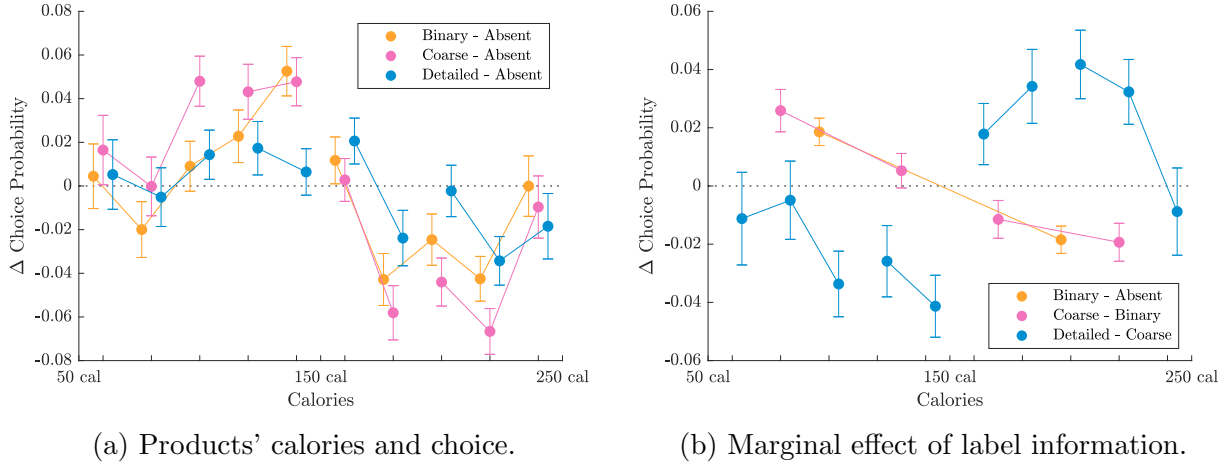 0.08
0.06
0.04
0.02
0
-0.02
-0.04
-0.06
-0.08
Δ Choice Probability
Binary - Absent
Coarse - Absent
Detailed - Absent
50 cal
150 cal
250 cal
Calories
(a) Products' calories and choice.
0.06
0.04
0.02
0
-0.02
-0.04
-0.06
Δ Choice Probability
Binary - Absent
Coarse - Binary
Detailed - Coarse
50 cal
150 cal
250 cal
Calories
(b) Marginal effect of label information.